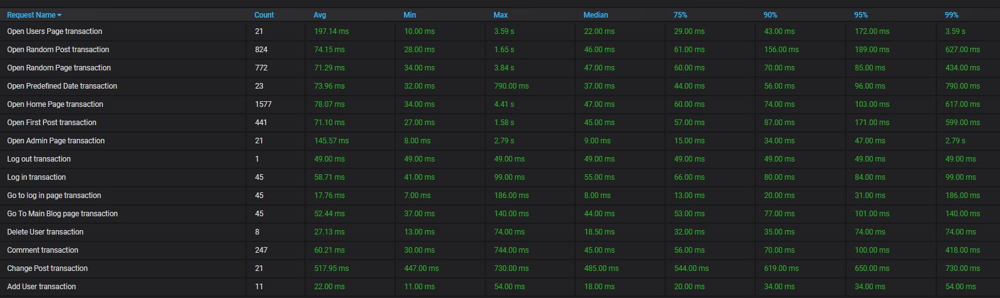 Request Name Count Avg Min Max Median 75% 90% 95% 99%
Open Users Page transaction 21 197.14 ms 10.00 ms 3.59 s 22.00 ms 29.00 ms 43.00 ms 172.00 ms 3.59 s
Open Random Post transaction 824 74.15 ms 28.00 ms 1.65 s 46.00 ms 61.00 ms 156.00 ms 189.00 ms 627.00 ms
Open Random Page transaction 772 71.29 ms 34.00 ms 3.84 s 47.00 ms 60.00 ms 70.00 ms 85.00 ms 434.00 ms
Open Predefined Date transaction 23 73.96 ms 32.00 ms 790.00 ms 37.00 ms 44.00 ms 56.00 ms 96.00 ms 790.00 ms
Open Home Page transaction 1577 78.07 ms 34.00 ms 4.41 s 47.00 ms 60.00 ms 74.00 ms 103.00 ms 617.00 ms
Open First Post transaction 441 71.10 ms 27.00 ms 1.58 s 45.00 ms 57.00 ms 87.00 ms 171.00 ms 599.00 ms
Open Admin Page transaction 21 145.57 ms 8.00 ms 2.79 s 9.00 ms 15.00 ms 34.00 ms 47.00 ms 2.79 s
Log out transaction 1 49.00 ms 49.00 ms 49.00 ms 49.00 ms 49.00 ms 49.00 ms 49.00 ms 49.00 ms
Log in transaction 45 58.71 ms 41.00 ms 99.00 ms 55.00 ms 66.00 ms 80.00 ms 84.00 ms 99.00 ms
Go to log in page transaction 45 17.76 ms 7.00 ms 186.00 ms 8.00 ms 13.00 ms 20.00 ms 31.00 ms 186.00 ms
Go To Main Blog page transaction 45 52.44 ms 37.00 ms 140.00 ms 44.00 ms 53.00 ms 77.00 ms 101.00 ms 140.00 ms
Delete User transaction 8 27.13 ms 13.00 ms 74.00 ms 18.50 ms 32.00 ms 35.00 ms 74.00 ms 74.00 ms
Comment transaction 247 60.21 ms 30.00 ms 744.00 ms 45.00 ms 56.00 ms 70.00 ms 100.00 ms 418.00 ms
Change Post transaction 21 517.95 ms 447.00 ms 730.00 ms 485.00 ms 544.00 ms 619.00 ms 650.00 ms 730.00 ms
Add User transaction 11 22.00 ms 11.00 ms 54.00 ms 18.00 ms 20.00 ms 34.00 ms 34.00 ms 54.00 ms